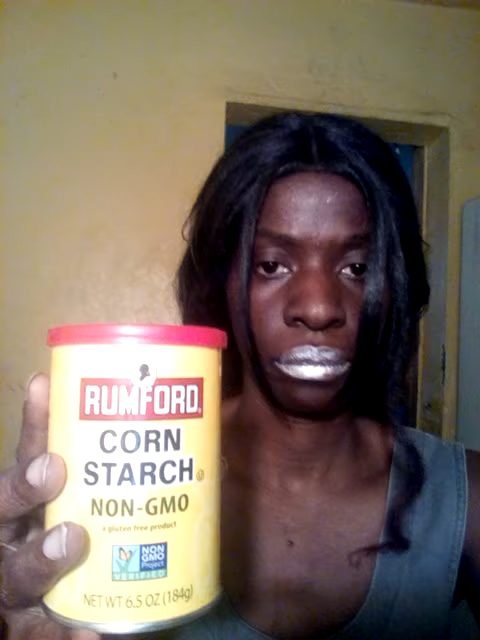 RUMFORD®
CORN
STARCH
NON-GMO
a gluten free product
NON
GMO
Project
VERIFIED
NET WT 6.5 OZ (184g)